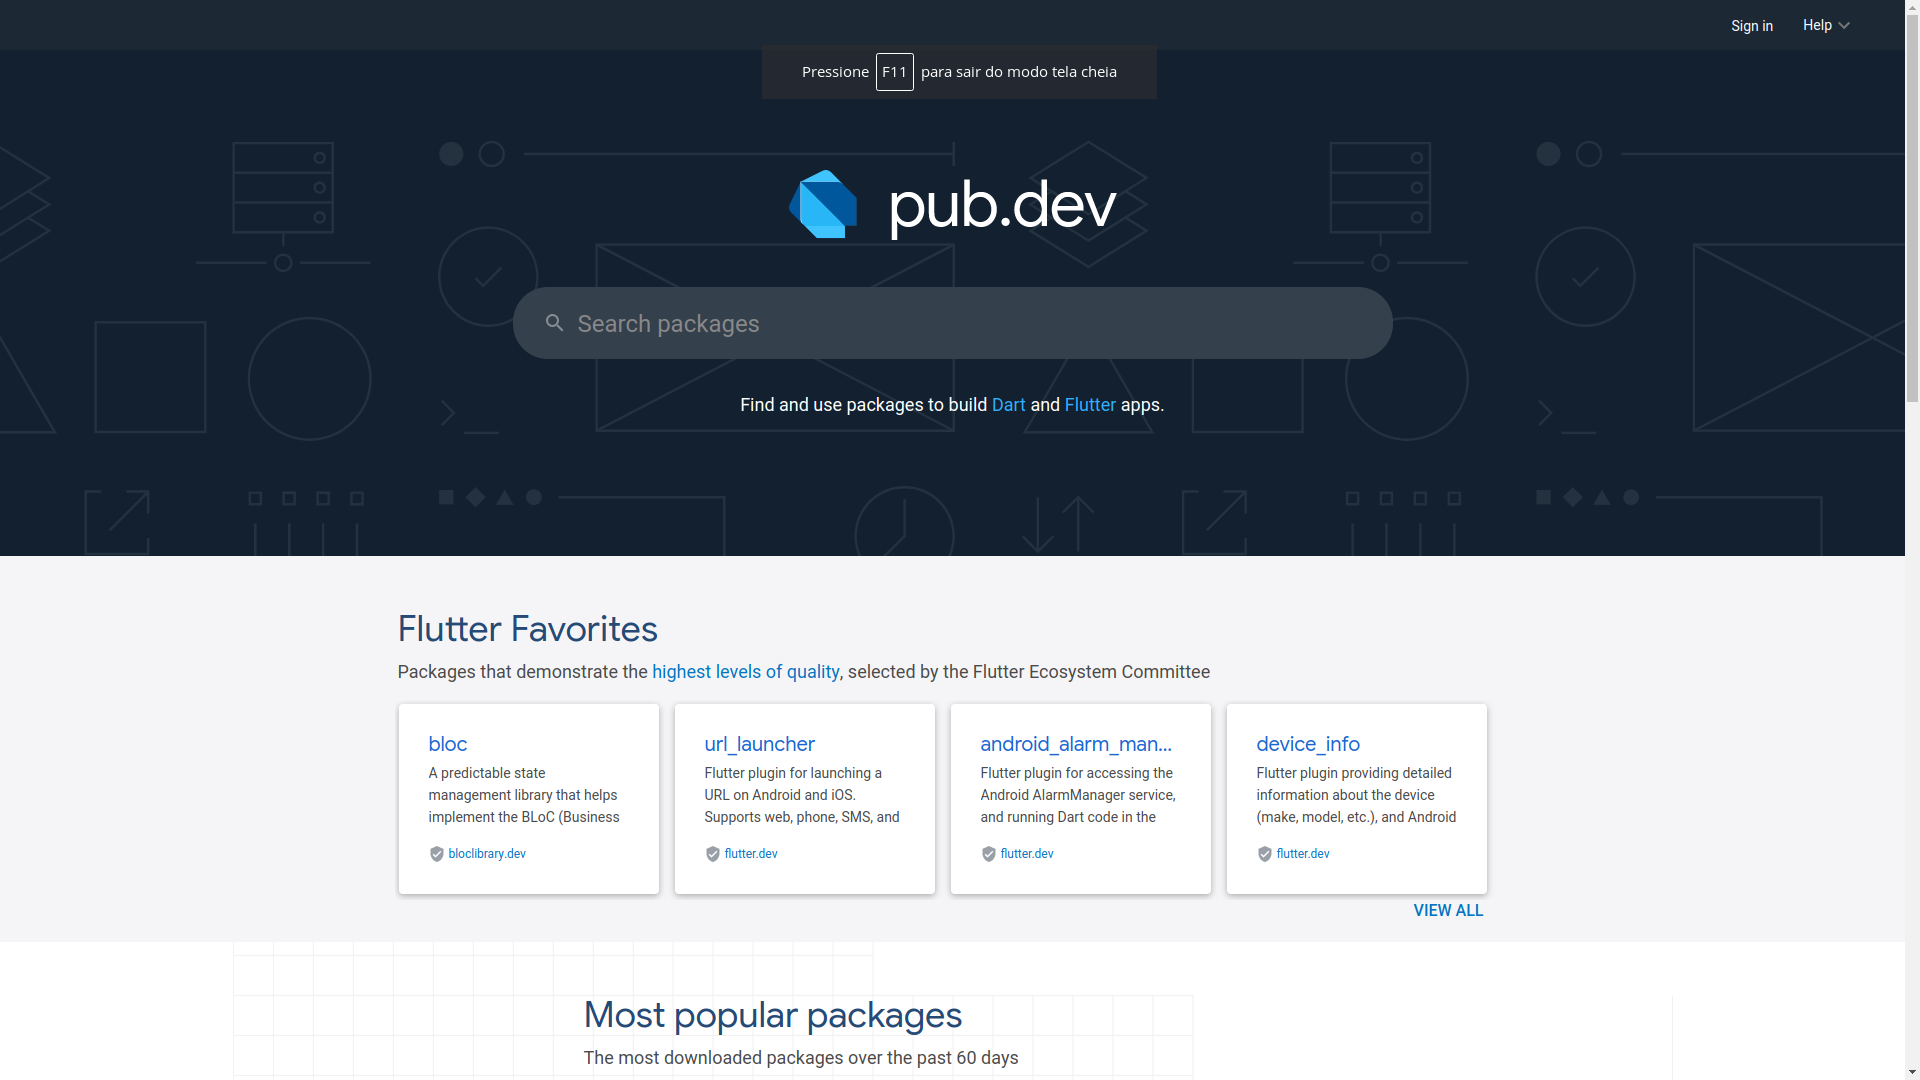 Sign in Help
Pressione F11 para sair do modo tela cheia
pub.dev
Search packages
Find and use packages to build Dart and Flutter apps.
Flutter Favorites
Packages that demonstrate the highest levels of quality, selected by the Flutter Ecosystem Committee
bloc
A predictable state
management library that helps
implement the BLoC (Business
bloclibrary.dev
url_launcher
Flutter plugin for launching a
URL on Android and iOS.
Supports web, phone, SMS, and
flutter.dev
android_alarm_man...
Flutter plugin for accessing the
Android AlarmManager service,
and running Dart code in the
flutter.dev
device_info
Flutter plugin providing detailed
information about the device
(make, model, etc.), and Android
flutter.dev
VIEW ALL
Most popular packages
The most downloaded packages over the past 60 days